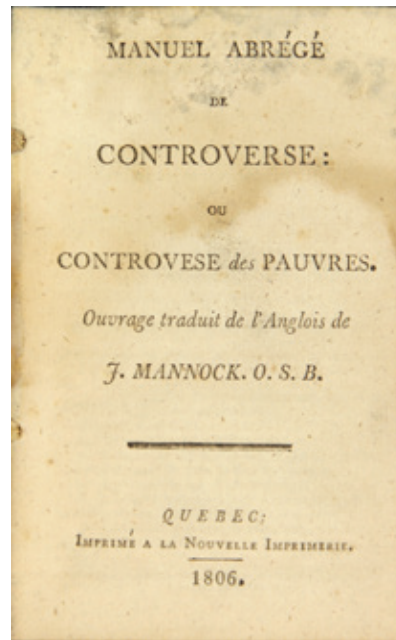 MANUEL ABRÉGÉ
DE
CONTROVERSE:
OU
CONTROVESE des PAUVRES.
Ouvrage traduit de l'Anglois de
J. MANNOCK. O. S. B.
QUEBEC:
IMPRIMÉ A LA NOUVELLE IMPRIMERIE.
1806.